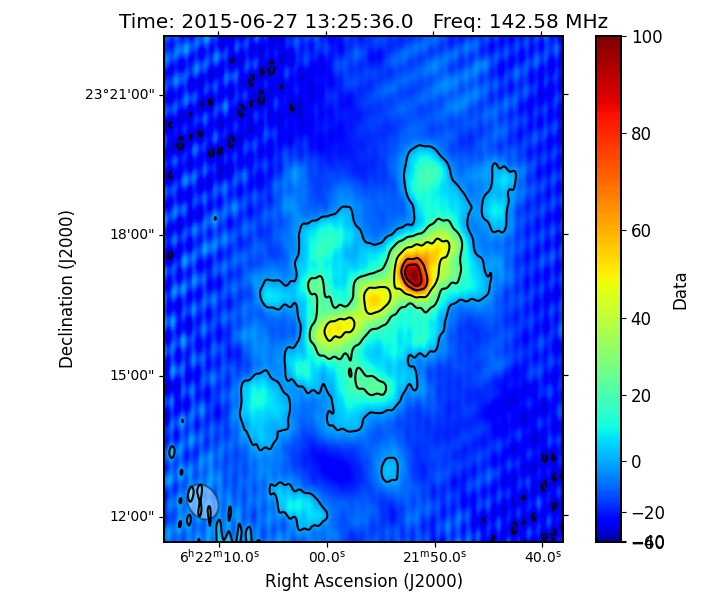 Time: 2015-06-27 13:25:36.0   Freq: 142.58 MHz
100
23°21'00"
80
18'00"
60
Declination (J2000)
Data
40
15'00"
20
0
12'00"
−20
−40
6ʰ22ᵐ10.0ˢ 00.0ˢ 21ᵐ50.0ˢ 40.0ˢ
Right Ascension (J2000)